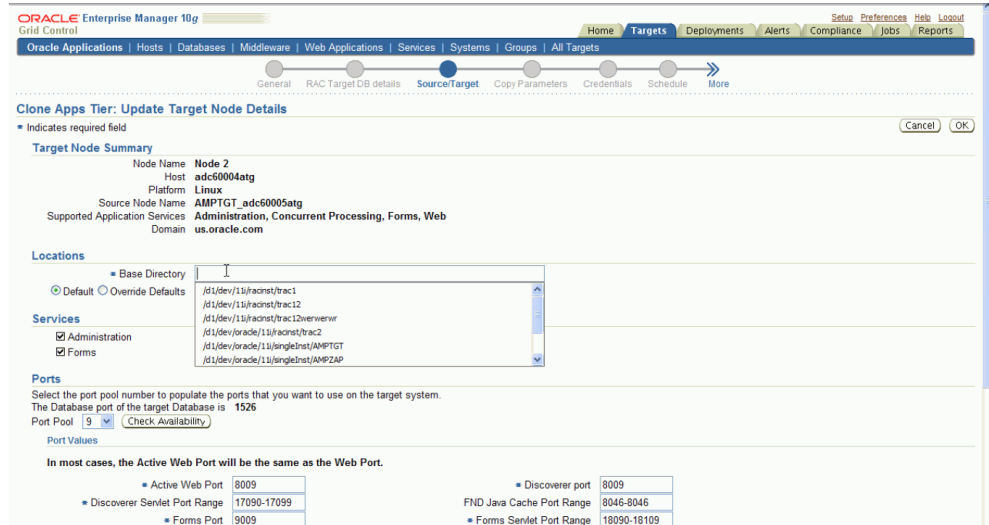 ORACLE Enterprise Manager 10g
Grid Control
Setup Preferences Help Logout
Home Targets Deployments Alerts Compliance Jobs Reports
Oracle Applications | Hosts | Databases | Middleware | Web Applications | Services | Systems | Groups | All Targets
General RAC Target DB details Source/Target Copy Parameters Credentials Schedule More
Clone Apps Tier: Update Target Node Details
Indicates required field
Cancel OK
Target Node Summary
Node Name Node 2
Host adc60004atg
Platform Linux
Source Node Name AMPTGT_adc60005atg
Supported Application Services Administration, Concurrent Processing, Forms, Web
Domain us.oracle.com
Locations
Base Directory
Default Override Defaults
/d1/dev/11i/racinst/trac1
/d1/dev/11i/racinst/trac12
/d1/dev/11i/racinst/trac12werwerwr
/d1/dev/oracle/11i/racinst/trac2
/d1/dev/oracle/11i/singleInst/AMPTGT
/d1/dev/oracle/11i/singleInst/AMPZAP
Services
Administration
Forms
Ports
Select the port pool number to populate the ports that you want to use on the target system.
The Database port of the target Database is 1526
Port Pool 9 Check Availability
Port Values
In most cases, the Active Web Port will be the same as the Web Port.
Active Web Port 8009 Discoverer port 8009
Discoverer Servlet Port Range 17090-17099 FND Java Cache Port Range 8046-8046
Forms Port 9009 Forms Servlet Port Range 18090-18109